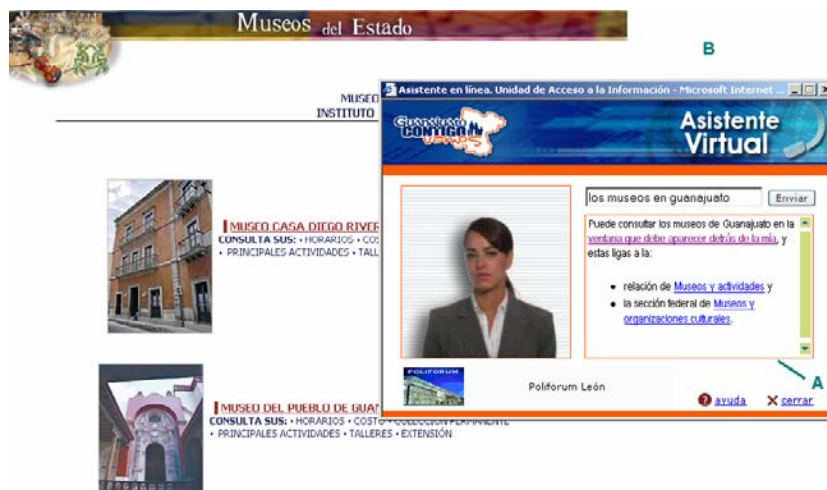 Museos del Estado
B
MUSEO
INSTITUTO
MUSEO CASA DIEGO RIVER
CONSULTA SUS: • HORARIOS • COS
• PRINCIPALES ACTIVIDADES • TALL
MUSEO DEL PUEBLO DE GUAN
CONSULTA SUS: • HORARIOS • COSTO • COLECCIÓN PERMANENTE
• PRINCIPALES ACTIVIDADES • TALLERES • EXTENSIÓN
Asistente en línea. Unidad de Acceso a la Información - Microsoft Internet ...
Guanajuato
CONTIGO
VAMOS
Asistente
Virtual
los museos en guanajuato
Enviar
Puede consultar los museos de Guanajuato en la
ventana que debe aparecer detrás de la mía, y
estas ligas a la:
• relación de Museos y actividades y
• la sección federal de Museos y
organizaciones culturales.
A
POLIFORUM
Poliforum León
? ayuda
X cerrar